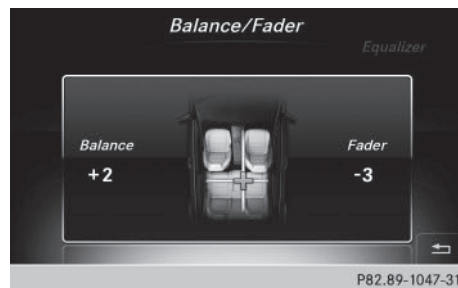 Balance/Fader
Equalizer
Balance
Fader
+2
-3
P82.89-1047-31